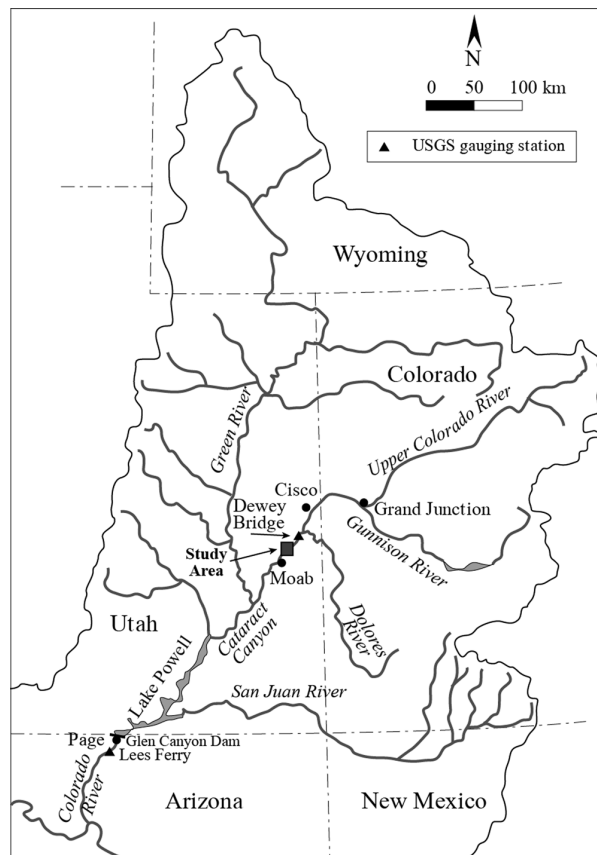 N
0 50 100 km
▲ USGS gauging station
Wyoming
Colorado
Upper Colorado River
Green River
Cisco
Grand Junction
Dewey
Bridge
Gunnison River
Study
Area
Moab
Utah
Cataract
Canyon
Dolores
River
Lake Powell
San Juan River
Page
Glen Canyon Dam
Lees Ferry
Colorado
River
Arizona
New Mexico